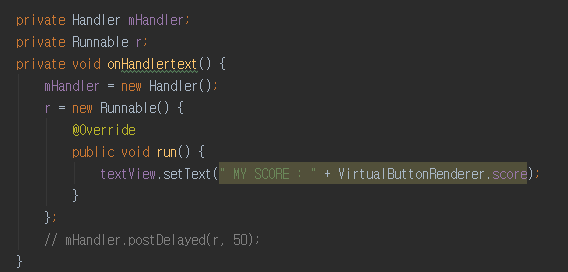 private Handler mHandler;
private Runnable r;
private void onHandlertext() {
mHandler = new Handler();
r = new Runnable() {
@Override
public void run() {
textView.setText(" MY SCORE : " + VirtualButtonRenderer.score);
}
};
// mHandler.postDelayed(r, 50);
}